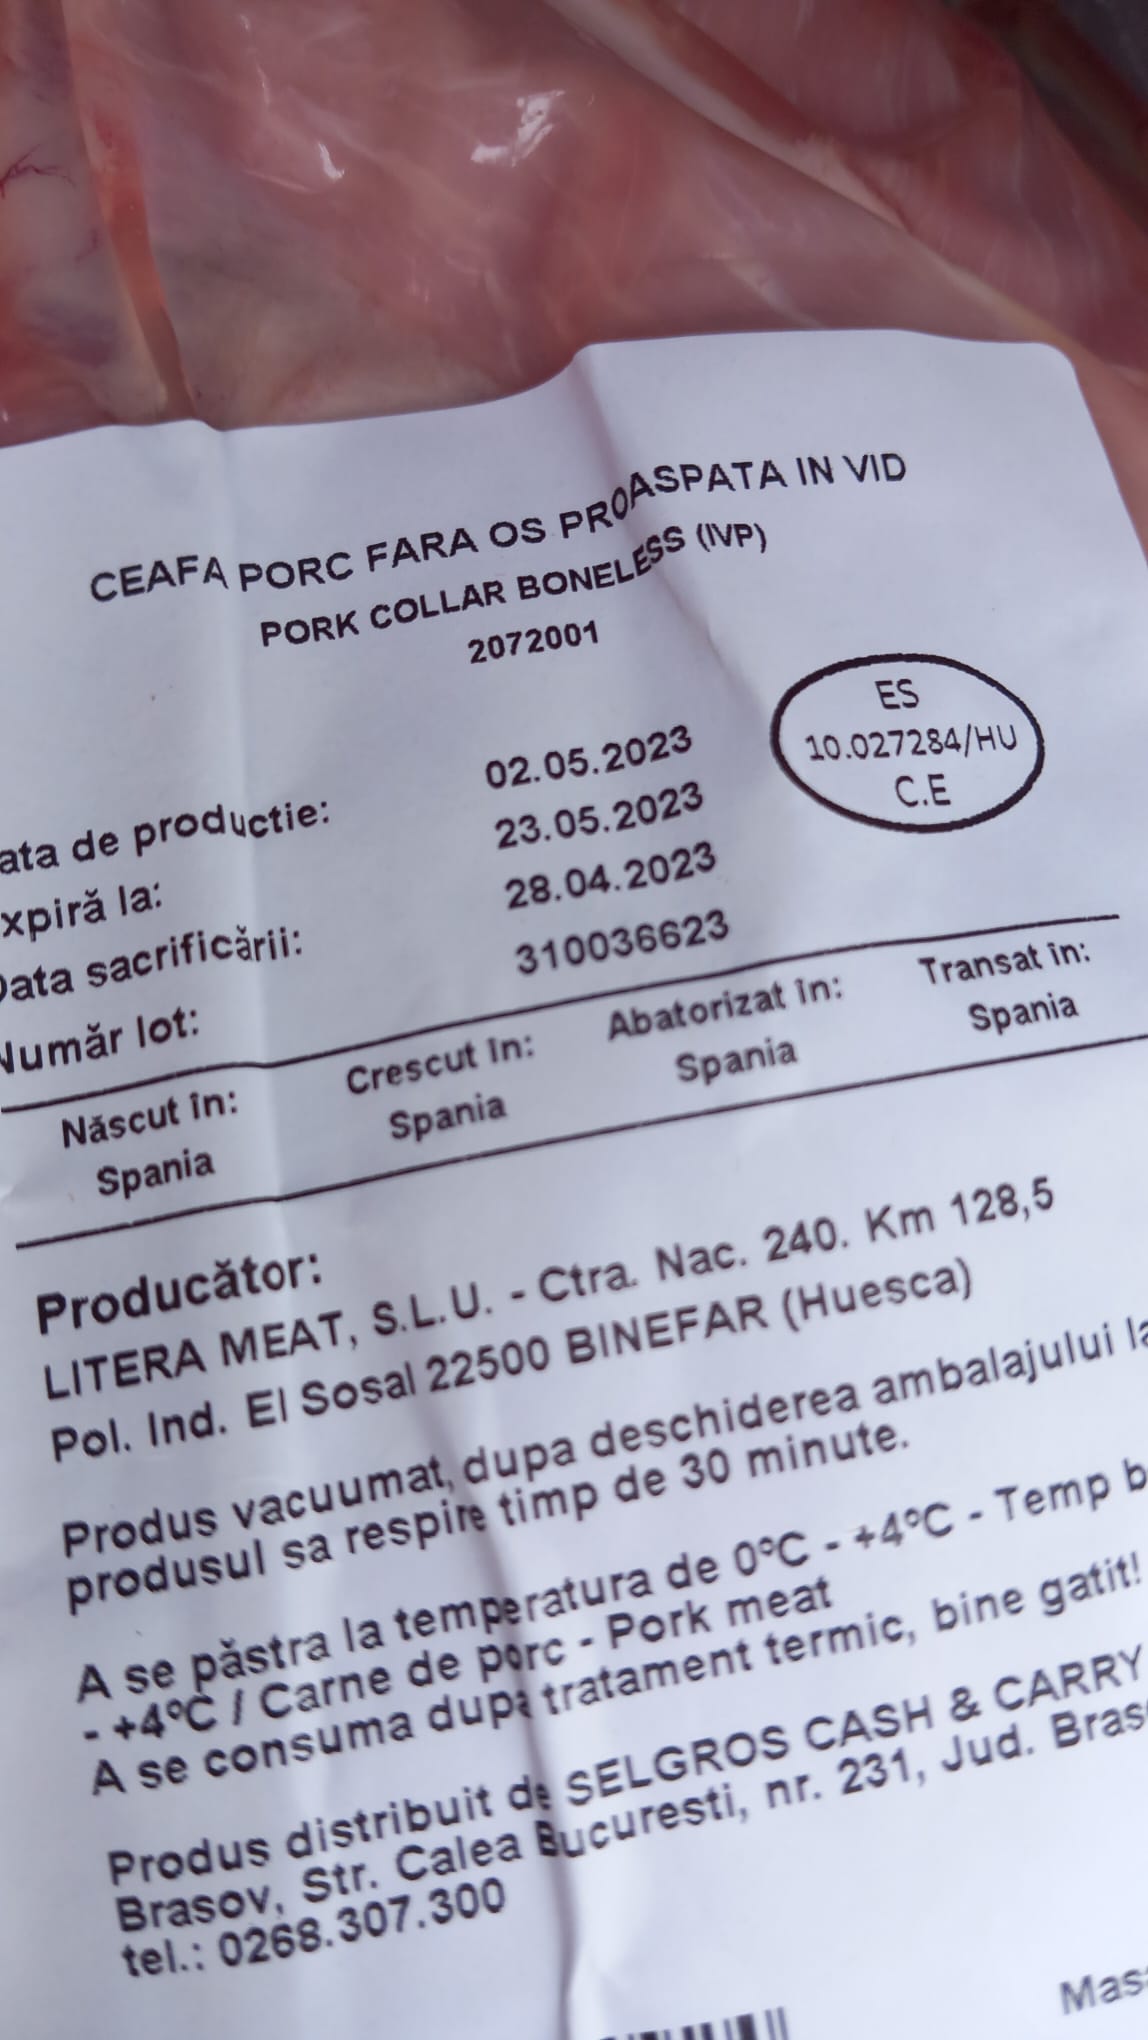 CEAFA PORC FARA OS PROASPATA IN VID
PORK COLLAR BONELESS (IVP)
2072001
ES
10.027284/HU
C.E
ata de productie: 02.05.2023
xpiră la: 23.05.2023
Data sacrificării: 28.04.2023
Număr lot: 310036623
Născut în: Crescut în: Abatorizat în: Transat în:
Spania Spania Spania Spania
Producător:
LITERA MEAT, S.L.U. - Ctra. Nac. 240. Km 128,5
Pol. Ind. El Sosal 22500 BINEFAR (Huesca)
Produs vacuumat, dupa deschiderea ambalajului la
produsul sa respire timp de 30 minute.
A se păstra la temperatura de 0ºC - +4ºC - Temp b
- +4ºC / Carne de porc - Pork meat
A se consuma după tratament termic, bine gatit!
Produs distribuit de SELGROS CASH & CARRY
Brasov, Str. Calea Bucuresti, nr. 231, Jud. Bras
tel.: 0268.307.300
Mas